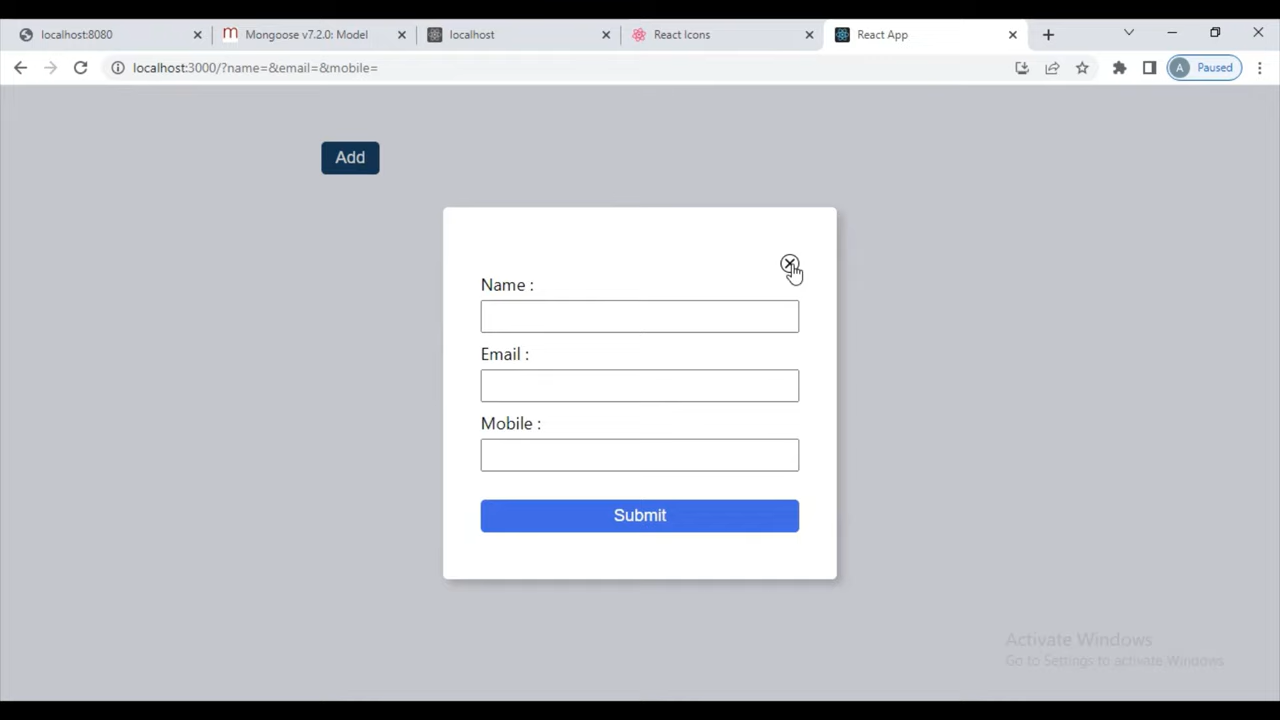 localhost:8080
Mongoose v7.2.0: Model
localhost
React Icons
React App
localhost:3000/?name=&email=&mobile=
A
Paused
Add
Name :
Email :
Mobile :
Submit
Activate Windows
Go to Settings to activate Windows.